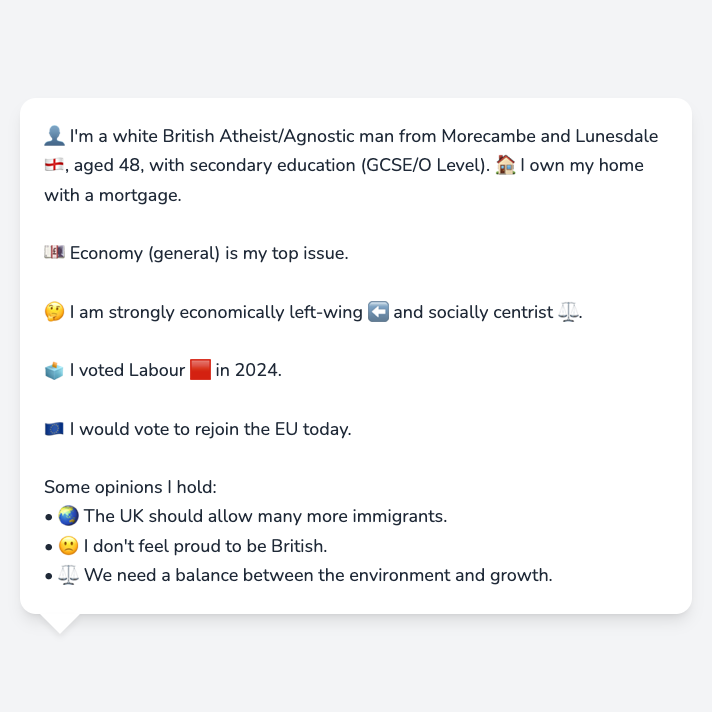 👤 I'm a white British Atheist/Agnostic man from Morecambe and Lunesdale
🏴󠁧󠁢󠁥󠁮󠁧󠁿, aged 48, with secondary education (GCSE/O Level). 🏠 I own my home
with a mortgage.
💷 Economy (general) is my top issue.
🤔 I am strongly economically left-wing ⬅️ and socially centrist ⚖️.
🗳️ I voted Labour 🟥 in 2024.
🇪🇺 I would vote to rejoin the EU today.
Some opinions I hold:
• 🌏 The UK should allow many more immigrants.
• 🙁 I don't feel proud to be British.
• ⚖️ We need a balance between the environment and growth.